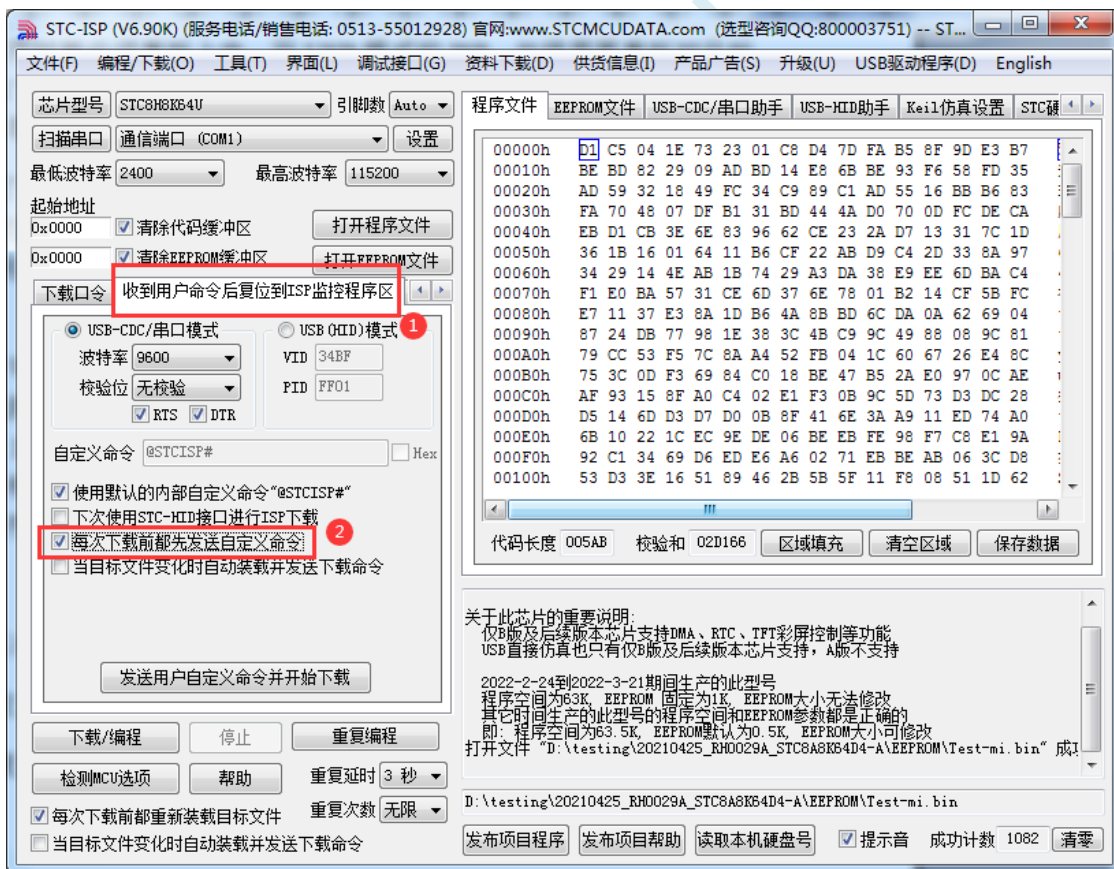 STC-ISP (V6.90K) (服务电话/销售电话: 0513-55012928) 官网:www.STCMCUDATA.com (选型咨询QQ:800003751) -- ST...
文件(F) 编程/下载(O) 工具(T) 界面(L) 调试接口(G) 资料下载(D) 供货信息(I) 产品广告(S) 升级(U) USB驱动程序(D) English
芯片型号 STC8H8K64U 引脚数 Auto
扫描串口 通信端口 (COM1) 设置
最低波特率 2400 最高波特率 115200
起始地址
0x0000 清除代码缓冲区 打开程序文件
0x0000 清除EEPROM缓冲区 打开EEPROM文件
下载口令 收到用户命令后复位到ISP监控程序区
1
USB-CDC/串口模式 USB(HID)模式
波特率 9600 VID 34BF
校验位 无校验 PID FF01
RTS DTR
自定义命令 @STCISP# Hex
使用默认的内部自定义命令"@STCISP#"
下次使用STC-HID接口进行ISP下载
每次下载前都先发送自定义命令
2
当目标文件变化时自动装载并发送下载命令
发送用户自定义命令并开始下载
下载/编程 停止 重复编程
检测MCU选项 帮助 重复延时 3 秒
每次下载前都重新装载目标文件 重复次数 无限
当目标文件变化时自动装载并发送下载命令
程序文件 EEPROM文件 USB-CDC/串口助手 USB-HID助手 Keil仿真设置 STC硬
00000h D1 C5 04 1E 73 23 01 C8 D4 7D FA B5 8F 9D E3 B7
00010h BE BD 82 29 09 AD BD 14 E8 6B BE 93 F6 58 FD 35
00020h AD 59 32 18 49 FC 34 C9 89 C1 AD 55 16 BB B6 83
00030h FA 70 48 07 DF B1 31 BD 44 4A D0 70 0D FC DE CA
00040h EB D1 CB 3E 6E 83 96 62 CE 23 2A D7 13 31 7C 1D
00050h 36 1B 16 01 64 11 B6 CF 22 AB D9 C4 2D 33 8A 97
00060h 34 29 14 4E AB 1B 74 29 A3 DA 38 E9 EE 6D BA C4
00070h F1 E0 BA 57 31 CE 6D 37 6E 78 01 B2 14 CF 5B FC
00080h E7 11 37 E3 8A 1D B6 4A 8B BD 6C DA 0A 62 69 04
00090h 87 24 DB 77 98 1E 38 3C 4B C9 9C 49 88 08 9C 81
000A0h 79 CC 53 F5 7C 8A A4 52 FB 04 1C 60 67 26 E4 8C
000B0h 75 3C 0D F3 69 84 C0 18 BE 47 B5 2A E0 97 0C AE
000C0h AF 93 15 8F A0 C4 02 E1 F3 0B 9C 5D 73 D3 DC 28
000D0h D5 14 6D D3 D7 D0 0B 8F 41 6E 3A A9 11 ED 74 A0
000E0h 6B 10 22 1C EC 9E DE 06 BE EB FE 98 F7 C8 E1 9A
000F0h 92 C1 34 69 D6 ED E6 A6 02 71 EB BE AB 06 3C D8
00100h 53 D3 3E 16 51 89 46 2B 5B 5F 11 F8 08 51 1D 62
代码长度 005AB 校验和 02D166 区域填充 清空区域 保存数据
关于此芯片的重要说明:
仅B版及后续版本芯片支持DMA、RTC、TFT彩屏控制等功能
USB直接仿真也只有仅B版及后续版本芯片支持，A版不支持
2022-2-24到2022-3-21期间生产的此型号
程序空间为63K, EEPROM 固定为1K, EEPROM大小无法修改
其它时间生产的此型号的程序空间和EEPROM参数都是正确的
即: 程序空间为63.5K, EEPROM默认为0.5K, EEPROM大小可修改
打开文件 "D:\testing\20210425_RH0029A_STC8A8K64D4-A\EEPROM\Test-mi.bin" 成
D:\testing\20210425_RH0029A_STC8A8K64D4-A\EEPROM\Test-mi.bin
发布项目程序 发布项目帮助 读取本机硬盘号 提示音 成功计数 1082 清零